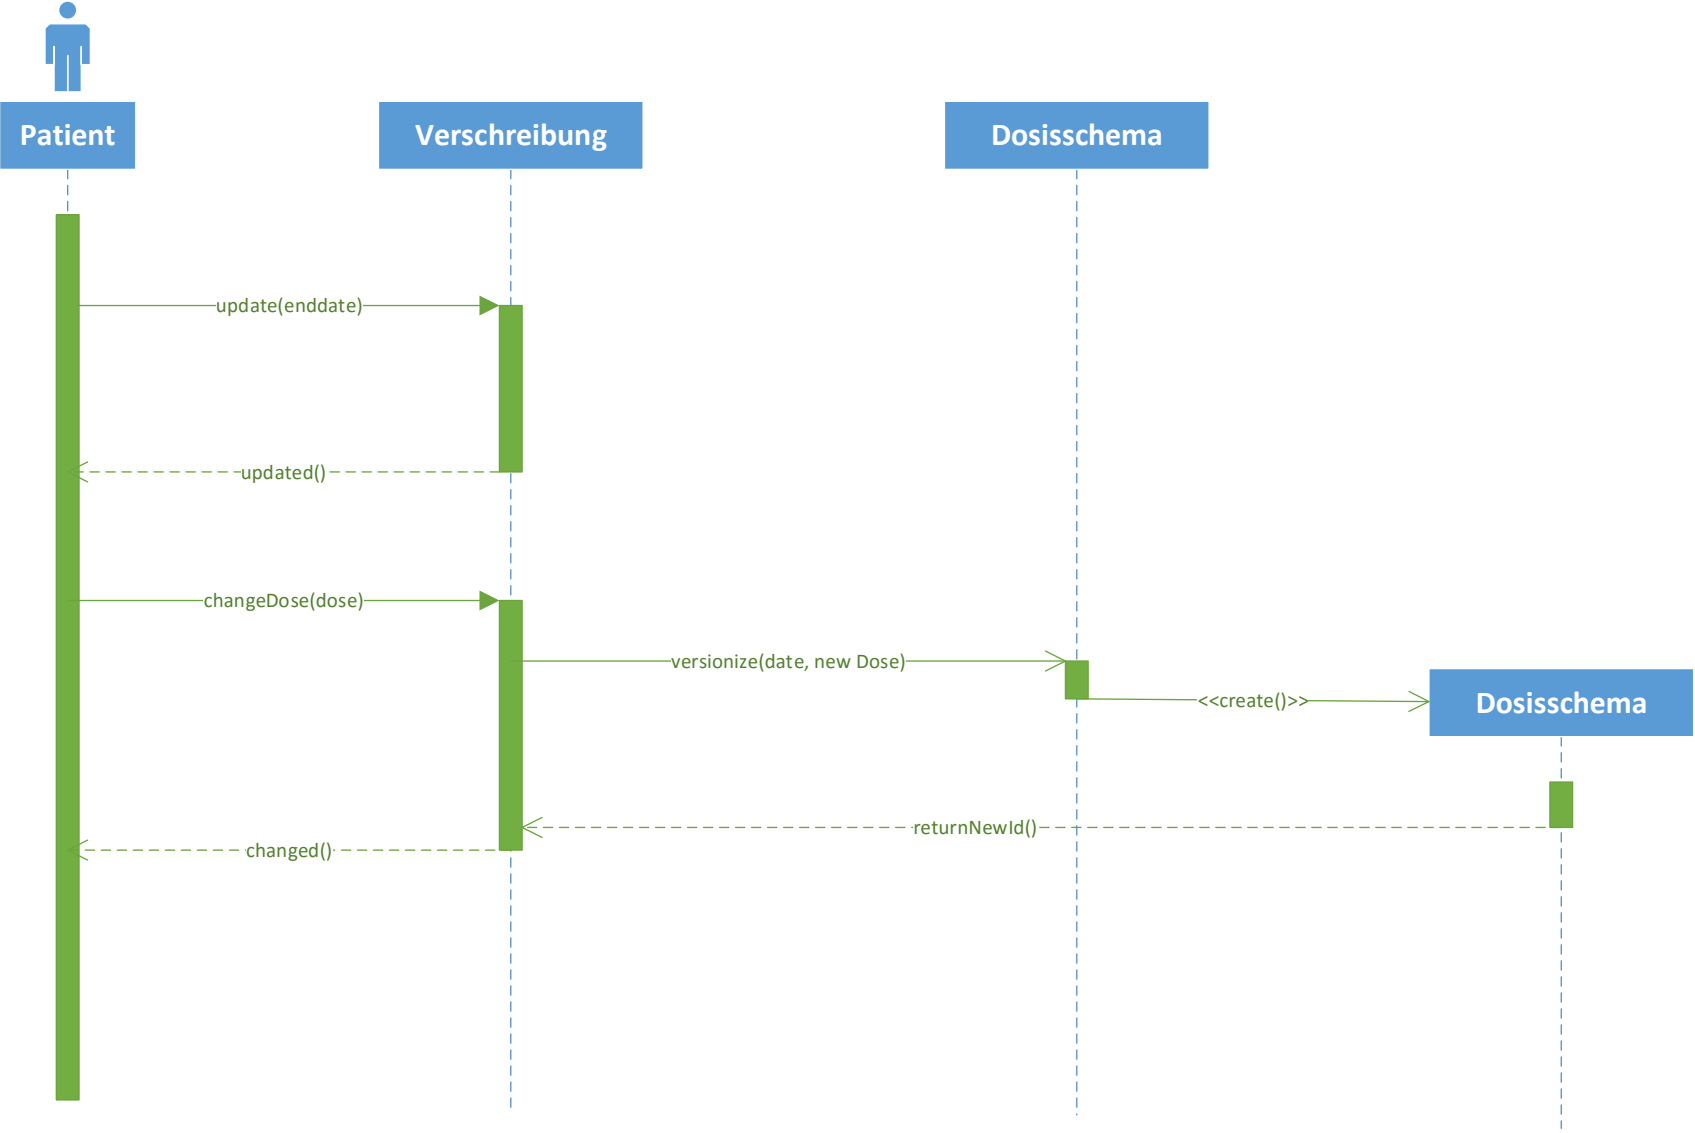 Patient
Verschreibung
Dosisschema
update(enddate)
updated()
changeDose(dose)
versionize(date, new Dose)
<<create()>>
Dosisschema
returnNewId()
changed()